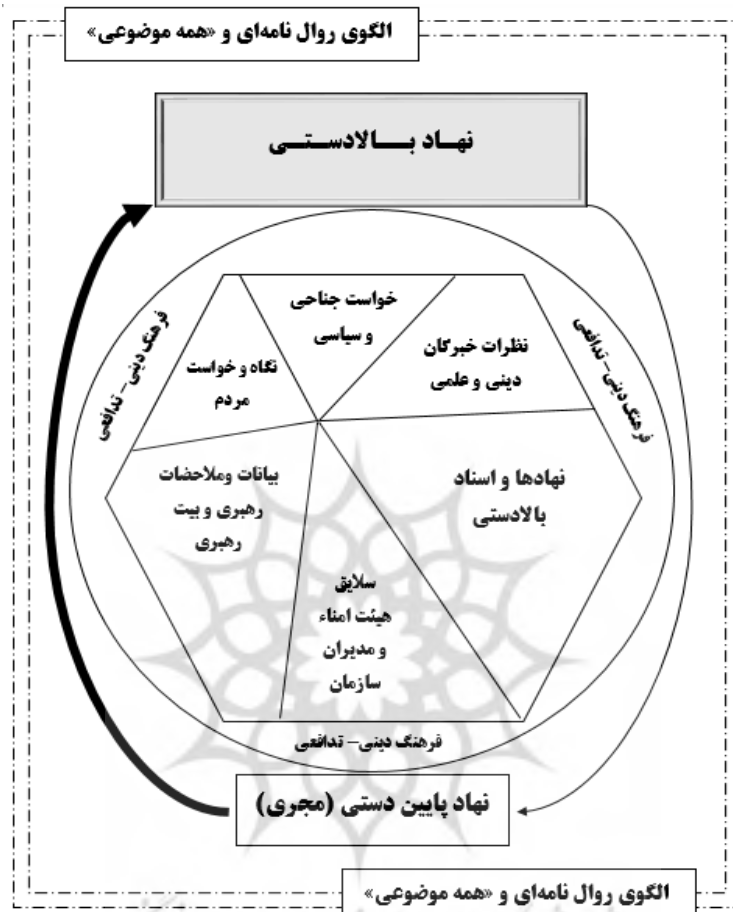 الگوی روال نامه‌ای و «همه موضوعی»
نهــاد بـــالادستـــی
خواست جناحی
و سیاسی
نظرات خبرگان
دینی و علمی
نگاه و خواست
مردم
فرهنگ دینی– تدافعی
فرهنگ دینی– تدافعی
نهادها و اسناد
بالادستی
بیانات وملاحضات
رهبری و بیت
رهبری
سلایق
هیئت امناء
و مدیران
سازمان
فرهنگ دینی– تدافعی
نهاد پایین دستی (مجری)
الگوی روال نامه‌ای و «همه موضوعی»